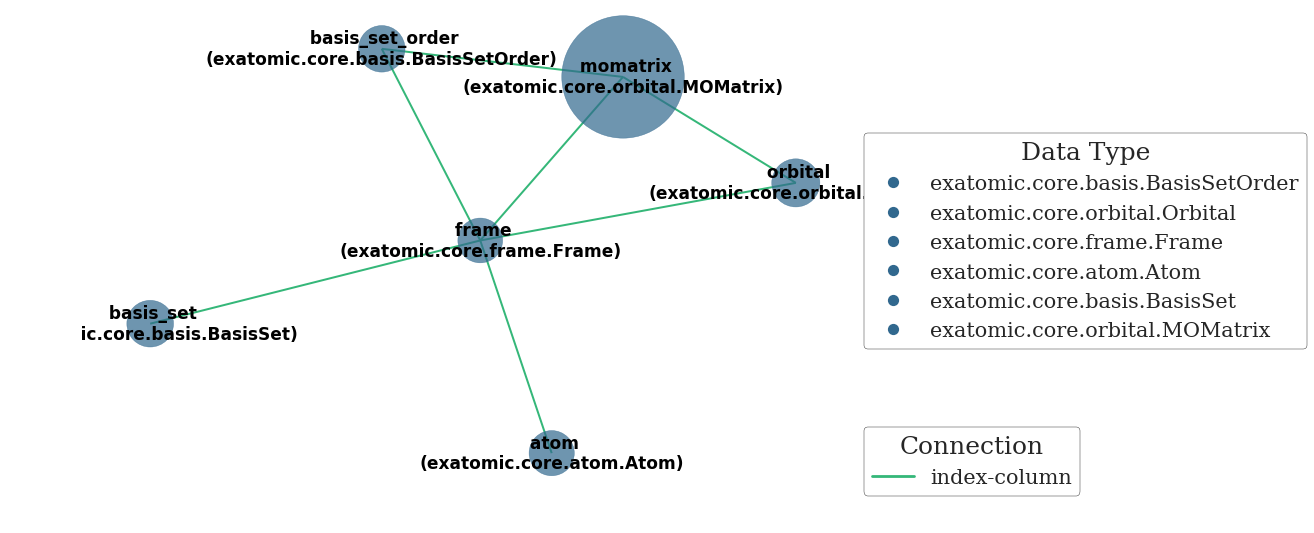 basis_set_order
(exatomic.core.basis.BasisSetOrder)
momatrix
(exatomic.core.orbital.MOMatrix)
orbital
(exatomic.core.orbital.
frame
(exatomic.core.frame.Frame)
basis_set
ic.core.basis.BasisSet)
atom
(exatomic.core.atom.Atom)
Data Type
exatomic.core.basis.BasisSetOrder
exatomic.core.orbital.Orbital
exatomic.core.frame.Frame
exatomic.core.atom.Atom
exatomic.core.basis.BasisSet
exatomic.core.orbital.MOMatrix
Connection
index-column